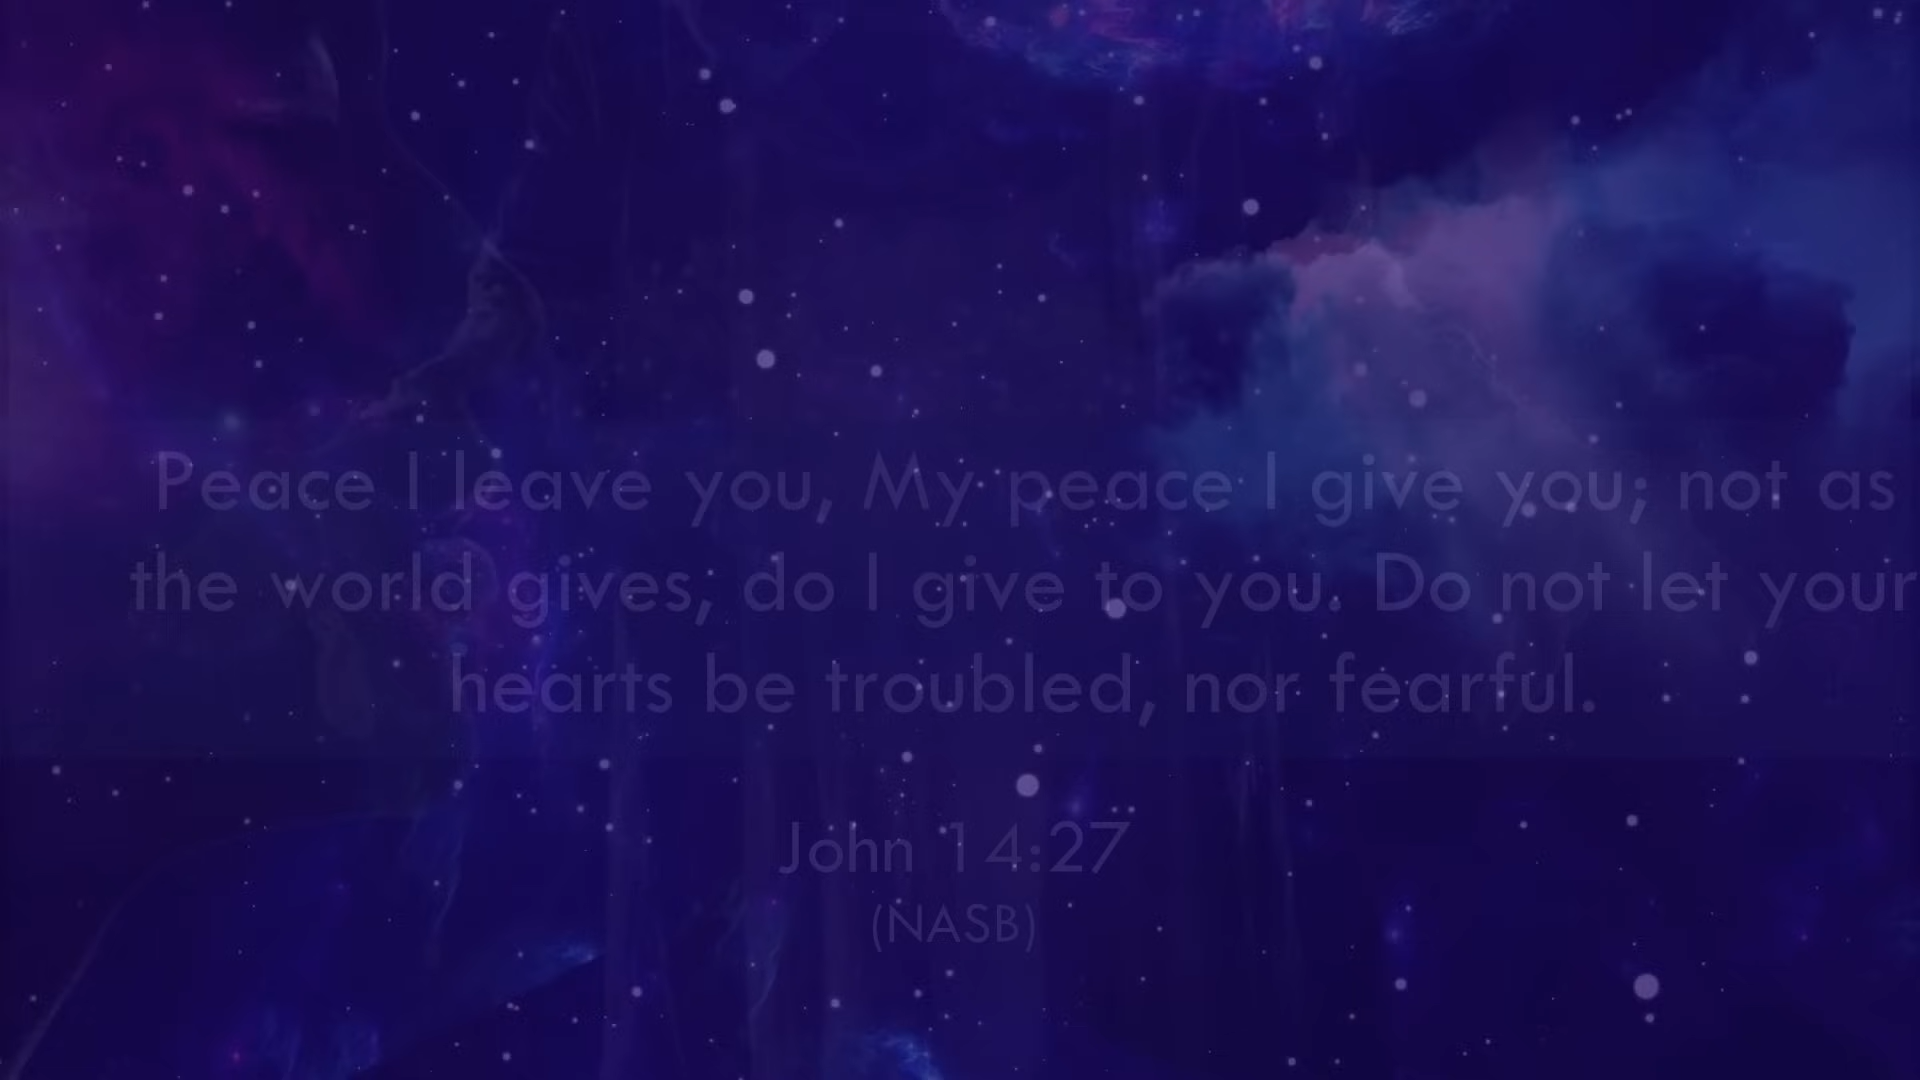 Peace I leave you, My peace I give you; not as
the world gives, do I give to you. Do not let your
hearts be troubled, nor fearful.
John 14:27
(NASB)